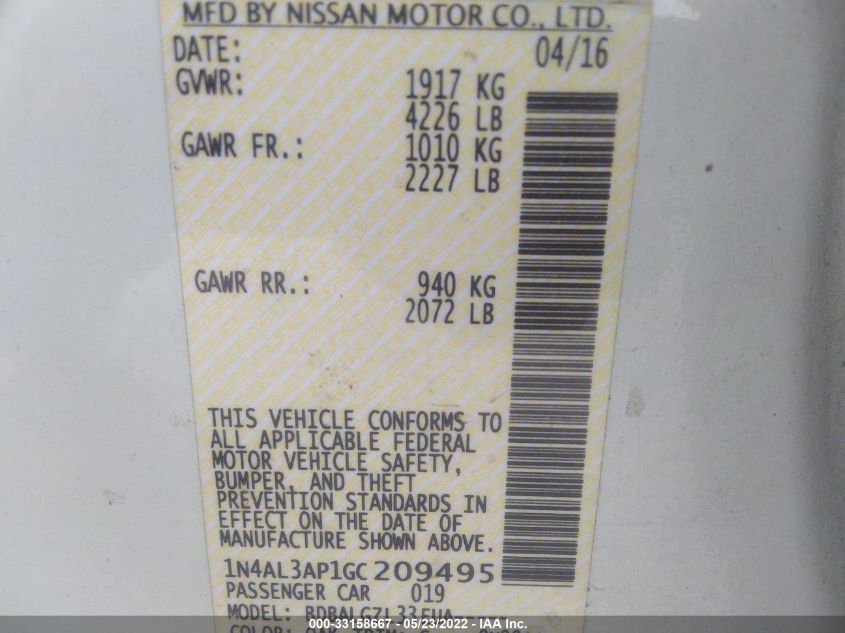 MFD BY NISSAN MOTOR CO., LTD.
DATE: 04/16
GVWR: 1917 KG
4226 LB
GAWR FR.: 1010 KG
2227 LB
GAWR RR.: 940 KG
2072 LB
THIS VEHICLE CONFORMS TO
ALL APPLICABLE FEDERAL
MOTOR VEHICLE SAFETY,
BUMPER, AND THEFT
PREVENTION STANDARDS IN
EFFECT ON THE DATE OF
MANUFACTURE SHOWN ABOVE.
1N4AL3AP1GC209495
PASSENGER CAR 019
MODEL:
COLOR:
000-33158667 - 05/23/2022 - IAA Inc.